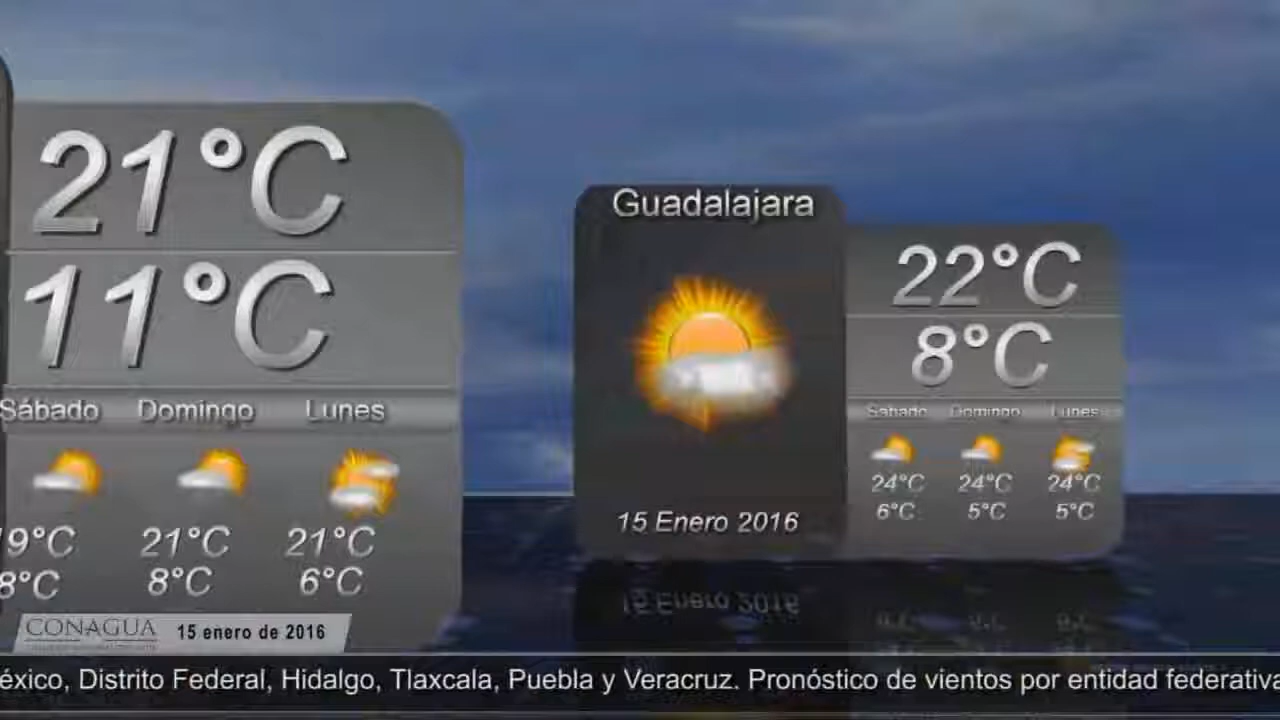 21°C
11°C
Sábado Domingo Lunes
9°C 21°C 21°C
8°C 8°C 6°C
Guadalajara
15 Enero 2016
22°C
8°C
Sábado Domingo Lunes
24°C 24°C 24°C
6°C 5°C 5°C
CONAGUA 15 enero de 2016
éxico, Distrito Federal, Hidalgo, Tlaxcala, Puebla y Veracruz. Pronóstico de vientos por entidad federativa